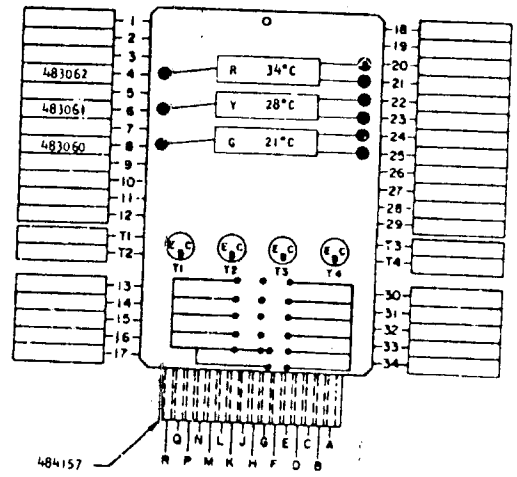 1
2
3
483062 4
5
483061 6
7
483060 8
9
10
11
12
T1
T2
13
14
15
16
17
R 34°C
Y 28°C
G 21°C
18
19
20
21
22
23
24
25
26
27
28
29
T3
T4
30
31
32
33
34
E B C
E B C
E B C
E B C
T1 T2 T3 Y4
Q N L J G E C A
R P M K H F D B
484157